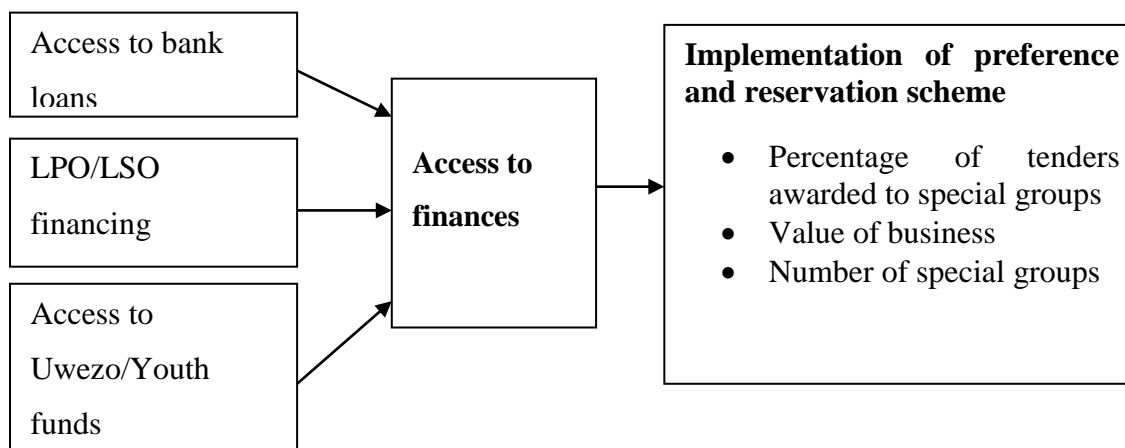 Access to bank
loans
LPO/LSO
financing
Access to
Uwezo/Youth
funds
Access to
finances
Implementation of preference
and reservation scheme
• Percentage of tenders
awarded to special groups
• Value of business
• Number of special groups